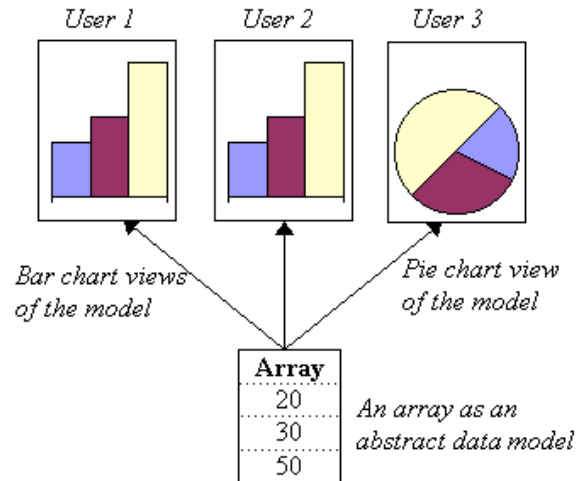 User 1
User 2
User 3
Bar chart views
of the model
Pie chart view
of the model
Array
20
30
50
An array as an
abstract data model